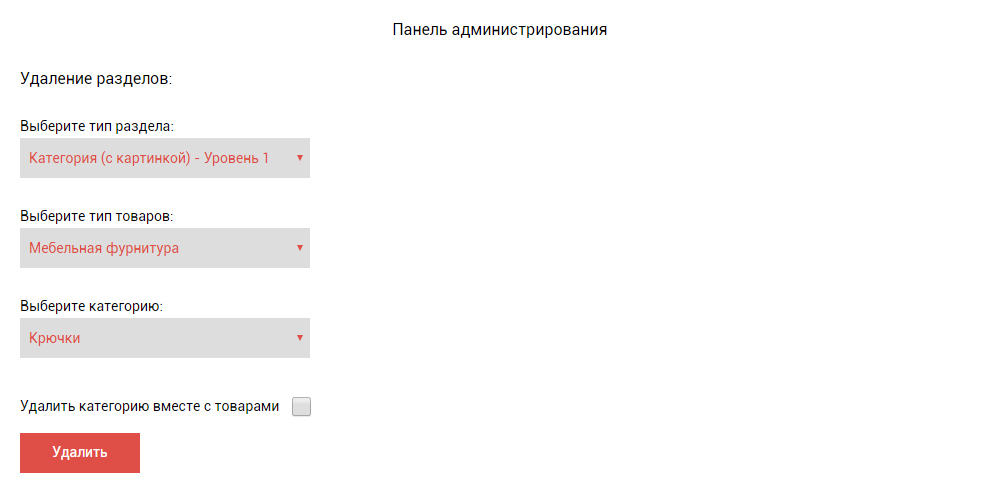 Панель администрирования
Удаление разделов:
Выберите тип раздела:
Категория (с картинкой) - Уровень 1
Выберите тип товаров:
Мебельная фурнитура
Выберите категорию:
Крючки
Удалить категорию вместе с товарами
Удалить